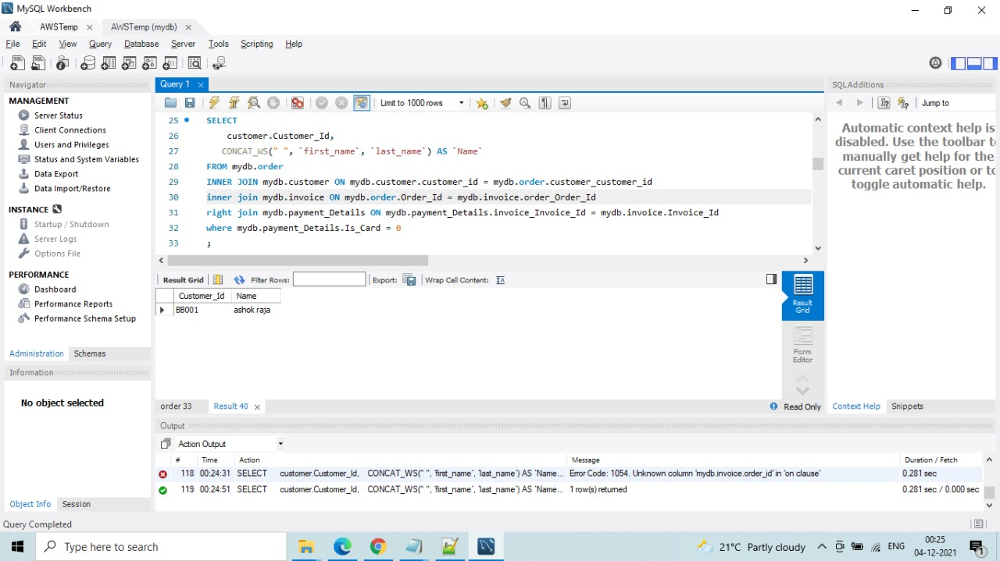 MySQL Workbench
AWSTemp
AWSTemp (mydb)
File Edit View Query Database Server Tools Scripting Help
Navigator
MANAGEMENT
Server Status
Client Connections
Users and Privileges
Status and System Variables
Data Export
Data Import/Restore
INSTANCE
Startup / Shutdown
Server Logs
Options File
PERFORMANCE
Dashboard
Performance Reports
Performance Schema Setup
Administration Schemas
Information
No object selected
Object Info Session
Query Completed
Query 1
Limit to 1000 rows
25 SELECT
26 customer.Customer_Id,
27 CONCAT_WS(" ", `first_name`, `last_name`) AS `Name`
28 FROM mydb.order
29 INNER JOIN mydb.customer ON mydb.customer.customer_id = mydb.order.customer_customer_id
30 inner join mydb.invoice ON mydb.order.Order_Id = mydb.invoice.order_Order_Id
31 right join mydb.payment_Details ON mydb.payment_Details.invoice_Invoice_Id = mydb.invoice.Invoice_Id
32 where mydb.payment_Details.Is_Card = 0
33 ;
Result Grid Filter Rows: Export: Wrap Cell Content:
Customer_Id Name
BB001 ashok raja
Result Grid
Form Editor
order 33 Result 40
Read Only
SQLAdditions
Jump to
Automatic context help is
disabled. Use the toolbar to
manually get help for the
current caret position or to
toggle automatic help.
Context Help Snippets
Output
Action Output
# Time Action Message Duration / Fetch
118 00:24:31 SELECT customer.Customer_Id, CONCAT_WS(" ", `first_name`, `last_name`) AS `Name... Error Code: 1054. Unknown column 'mydb.invoice.order_id' in 'on clause' 0.281 sec
119 00:24:51 SELECT customer.Customer_Id, CONCAT_WS(" ", `first_name`, `last_name`) AS `Name... 1 row(s) returned 0.281 sec / 0.000 sec
Type here to search
21°C Partly cloudy
ENG
00:25
04-12-2021
1